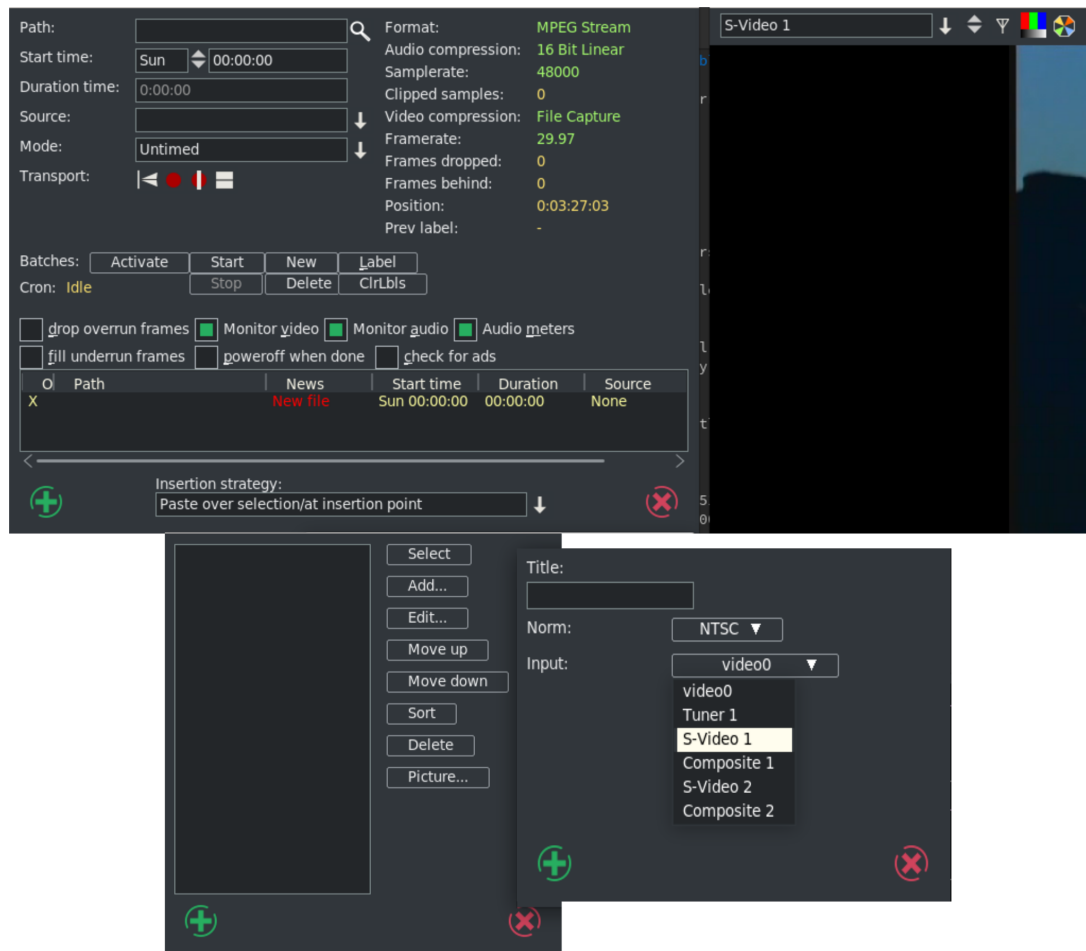 Path:
Start time: Sun 00:00:00
Duration time: 0:00:00
Source:
Mode: Untimed
Transport:
Format: MPEG Stream
Audio compression: 16 Bit Linear
Samplerate: 48000
Clipped samples: 0
Video compression: File Capture
Framerate: 29.97
Frames dropped: 0
Frames behind: 0
Position: 0:03:27:03
Prev label: -
Batches: Activate Start New Label
Cron: Idle Stop Delete ClrLbls
drop overrun frames Monitor video Monitor audio Audio meters
fill underrun frames poweroff when done check for ads
O Path News Start time Duration Source
X New file Sun 00:00:00 00:00:00 None
Insertion strategy:
Paste over selection/at insertion point
S-Video 1
Select
Add...
Edit...
Move up
Move down
Sort
Delete
Picture...
Title:
Norm: NTSC
Input: video0
video0
Tuner 1
S-Video 1
Composite 1
S-Video 2
Composite 2